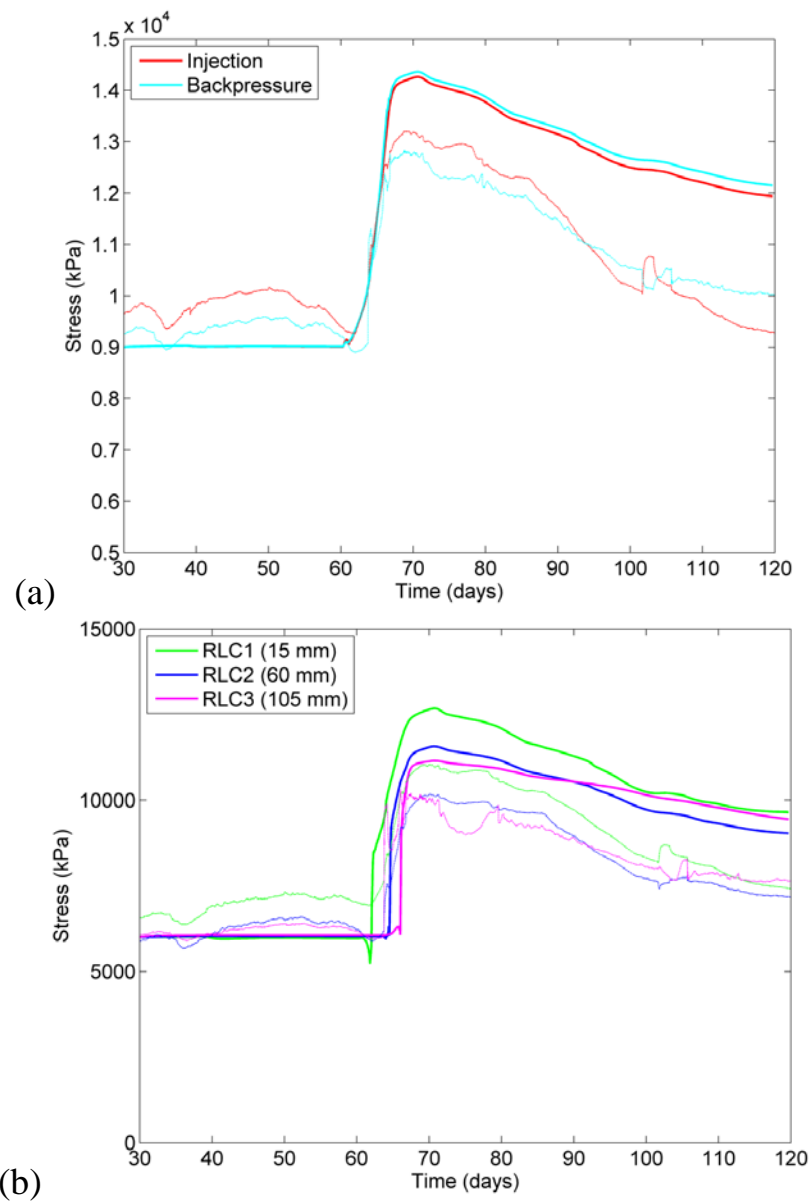 x 10⁴
1.5
1.4
1.3
1.2
1.1
1
0.9
0.8
0.7
0.6
0.5
Stress (kPa)
Injection
Backpressure
30 40 50 60 70 80 90 100 110 120
Time (days)
(a)
15000
10000
5000
0
Stress (kPa)
RLC1 (15 mm)
RLC2 (60 mm)
RLC3 (105 mm)
30 40 50 60 70 80 90 100 110 120
Time (days)
(b)